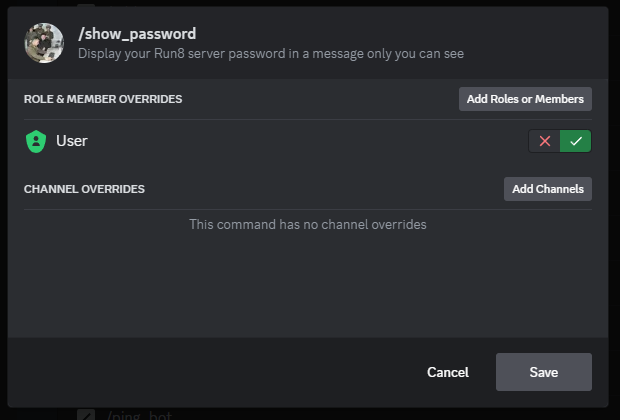 /show_password
Display your Run8 server password in a message only you can see
ROLE & MEMBER OVERRIDES
Add Roles or Members
User
CHANNEL OVERRIDES
Add Channels
This command has no channel overrides
Cancel
Save
/ping_bot